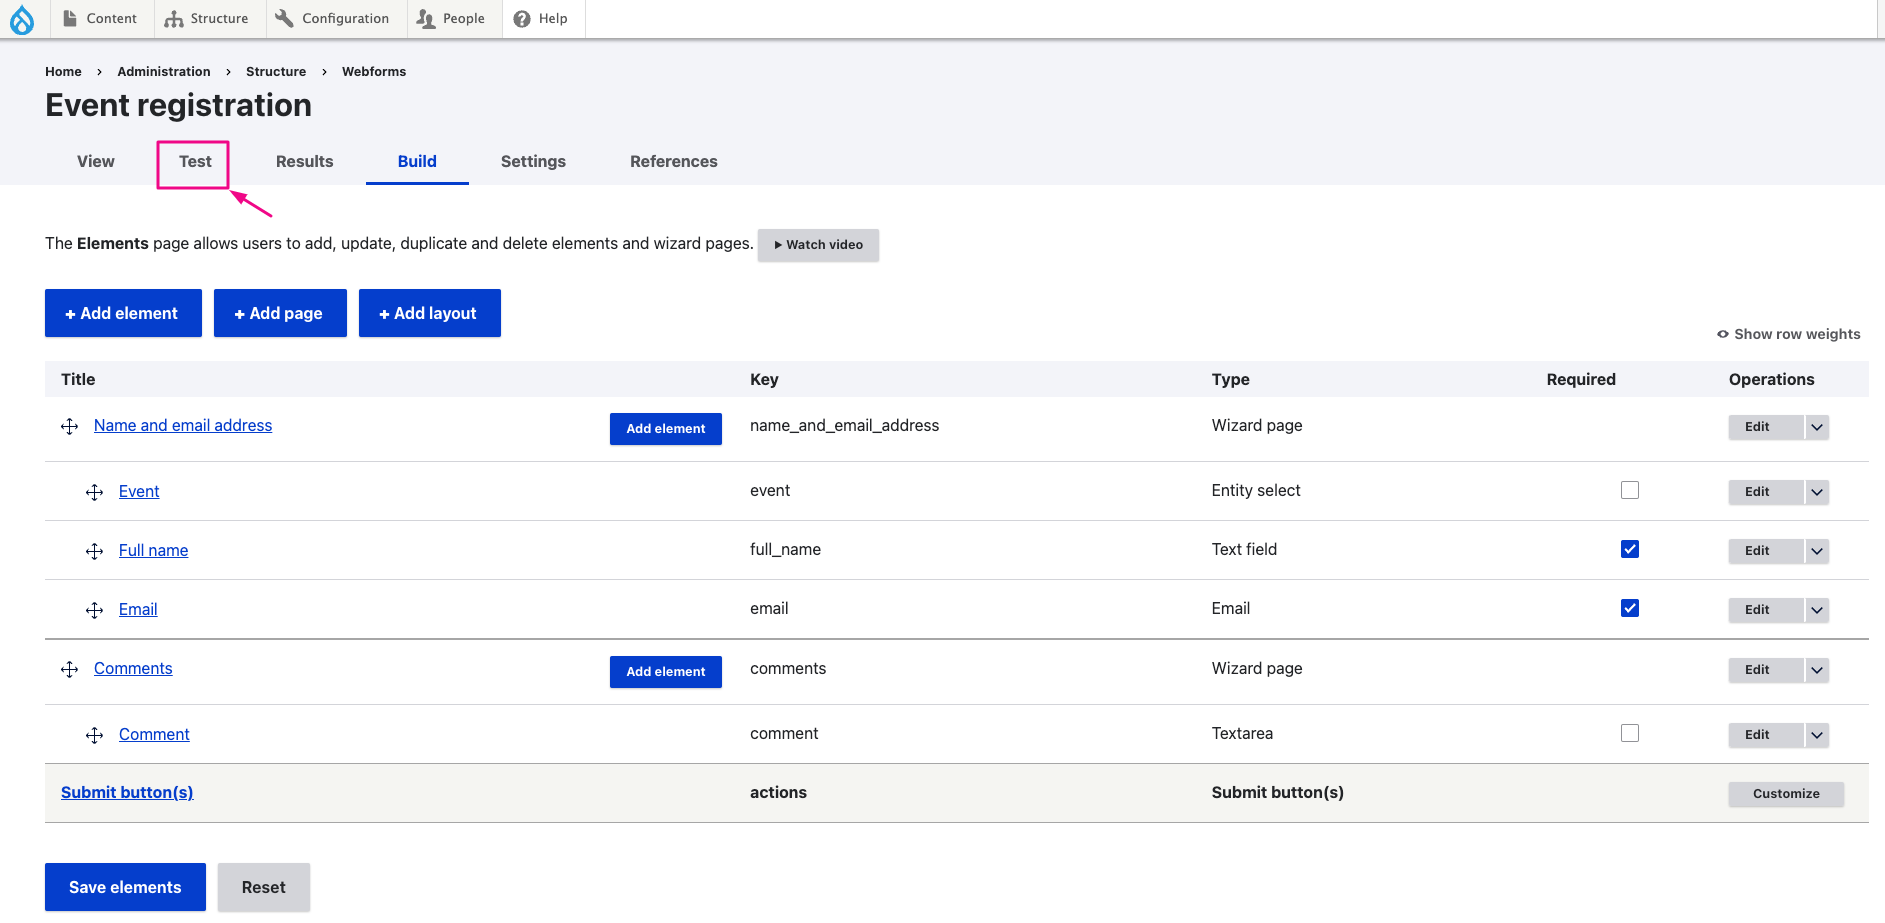 Content Structure Configuration People Help
Home › Administration › Structure › Webforms
Event registration
View Test Results Build Settings References
The Elements page allows users to add, update, duplicate and delete elements and wizard pages. Watch video
+ Add element + Add page + Add layout
Show row weights
Title Key Type Required Operations
Name and email address Add element name_and_email_address Wizard page Edit
Event event Entity select Edit
Full name full_name Text field Edit
Email email Email Edit
Comments Add element comments Wizard page Edit
Comment comment Textarea Edit
Submit button(s) actions Submit button(s) Customize
Save elements Reset